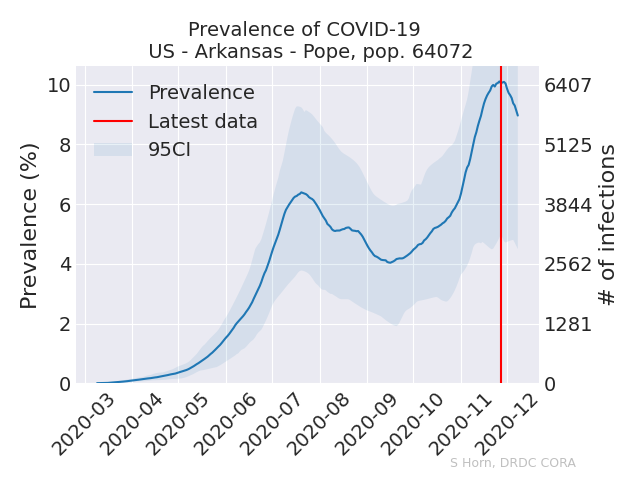 Prevalence of COVID-19
US - Arkansas - Pope, pop. 64072
Prevalence
Latest data
95CI
Prevalence (%)
10
8
6
4
2
0
6407
5125
3844
2562
1281
0
# of infections
2020-03
2020-04
2020-05
2020-06
2020-07
2020-08
2020-09
2020-10
2020-11
2020-12
S Horn, DRDC CORA